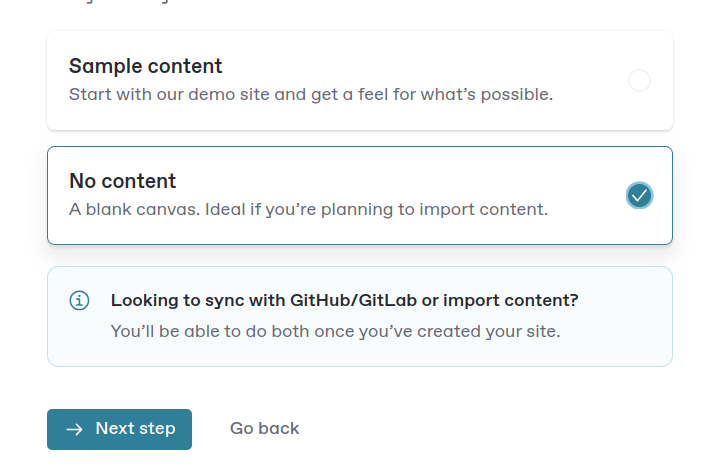 Sample content
Start with our demo site and get a feel for what's possible.
No content
A blank canvas. Ideal if you're planning to import content.
Looking to sync with GitHub/GitLab or import content?
You'll be able to do both once you've created your site.
Next step
Go back